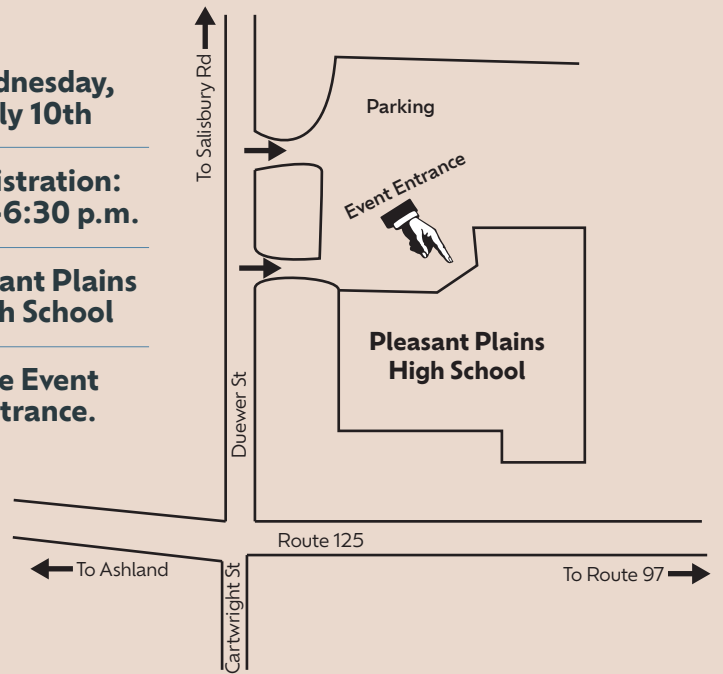 dnesday,
ly 10th
istration:
6:30 p.m.
ant Plains
h School
e Event
trance.
To Salisbury Rd
Parking
Event Entrance
Pleasant Plains
High School
Duewer St
Route 125
To Ashland
To Route 97
Cartwright St